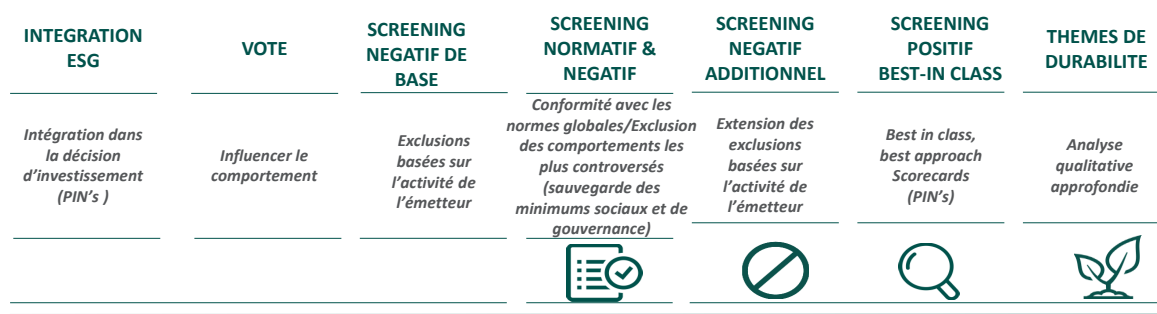 INTEGRATION
ESG
VOTE
SCREENING
NEGATIF DE
BASE
SCREENING
NORMATIF &
NEGATIF
SCREENING
NEGATIF
ADDITIONNEL
SCREENING
POSITIF
BEST-IN CLASS
THEMES DE
DURABILITE
Intégration dans
la décision
d'investissement
(PIN's )
Influencer le
comportement
Exclusions
basées sur
l'activité de
l'émetteur
Conformité avec les
normes globales/Exclusion
des comportements les
plus controversés
(sauvegarde des
minimums sociaux et de
gouvernance)
Extension des
exclusions
basées sur
l'activité de
l'émetteur
Best in class,
best approach
Scorecards
(PIN's)
Analyse
qualitative
approfondie